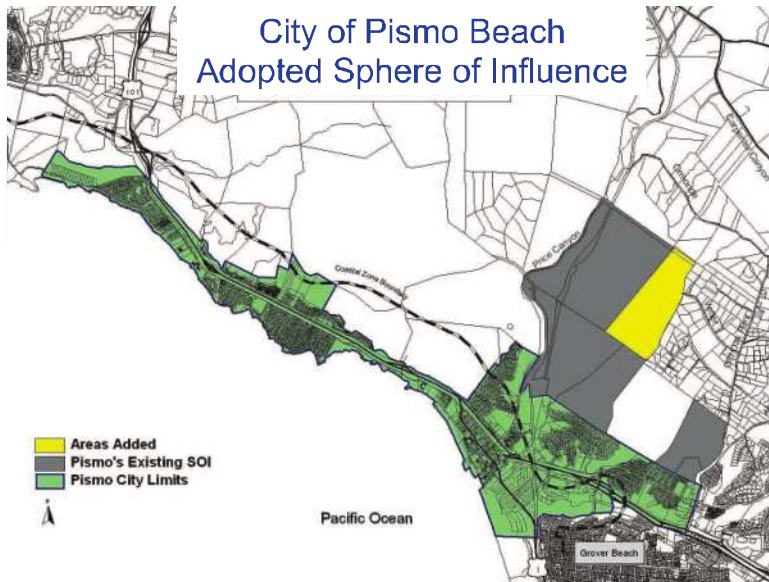 City of Pismo Beach
Adopted Sphere of Influence
101
Price Canyon
Coastal Zone Boundary
Areas Added
Pismo's Existing SOI
Pismo City Limits
Pacific Ocean
Grover Beach
1